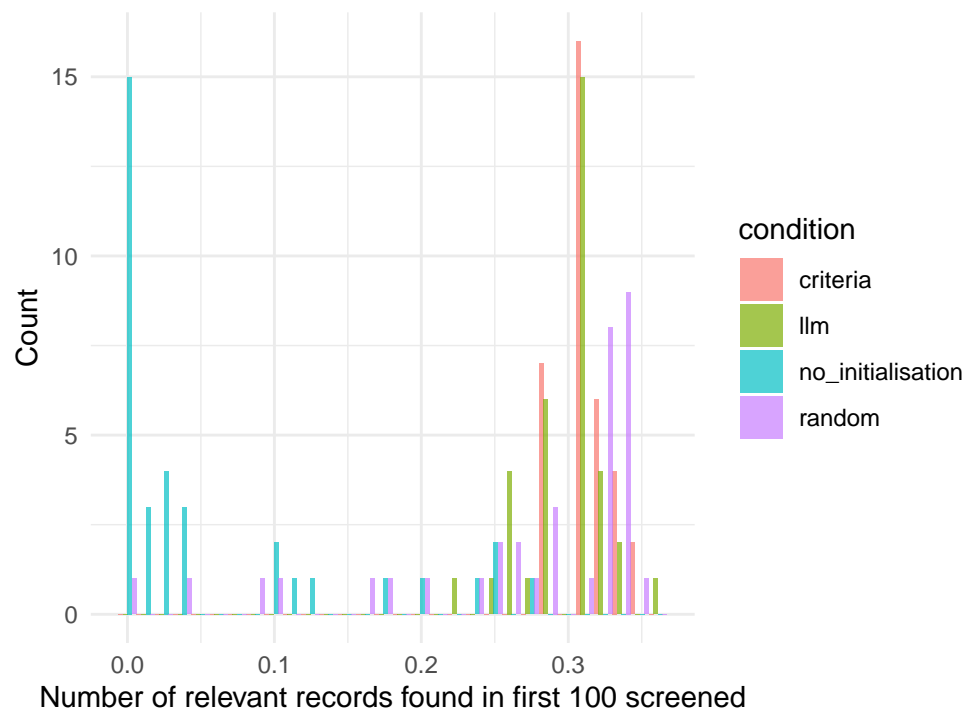 15
10
5
0
Count
0.0 0.1 0.2 0.3
Number of relevant records found in first 100 screened
condition
criteria
llm
no_initialisation
random